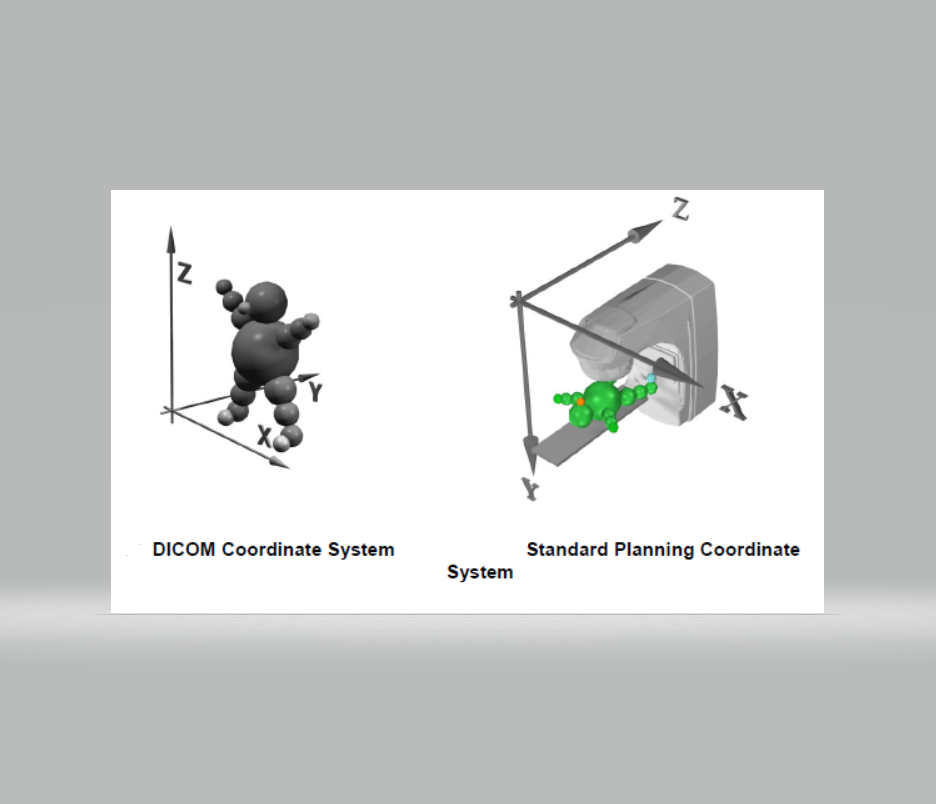 Z
Y
X
Z
X
Y
DICOM Coordinate System Standard Planning Coordinate
System